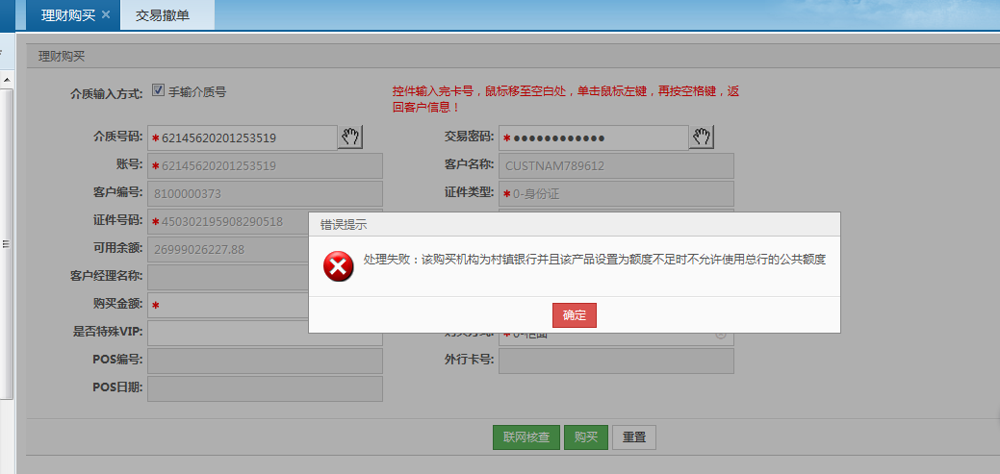 理财购买 ×
交易撤单
理财购买
介质输入方式: 手输介质号
控件输入完卡号，鼠标移至空白处，单击鼠标左键，再按空格键，返
回客户信息！
介质号码: *62145620201253519
交易密码: *●●●●●●●●●●●●
账号: *62145620201253519
客户名称: CUSTNAM789612
客户编号: 8100000373
证件类型: *0-身份证
证件号码: *450302195908290518
错误提示
可用余额: 26999026227.88
处理失败：该购买机构为村镇银行并且该产品设置为额度不足时不允许使用总行的公共额度
客户经理名称:
购买金额: *
确定
是否特殊VIP:
POS编号:
外行卡号:
POS日期:
联网核查 购买 重置